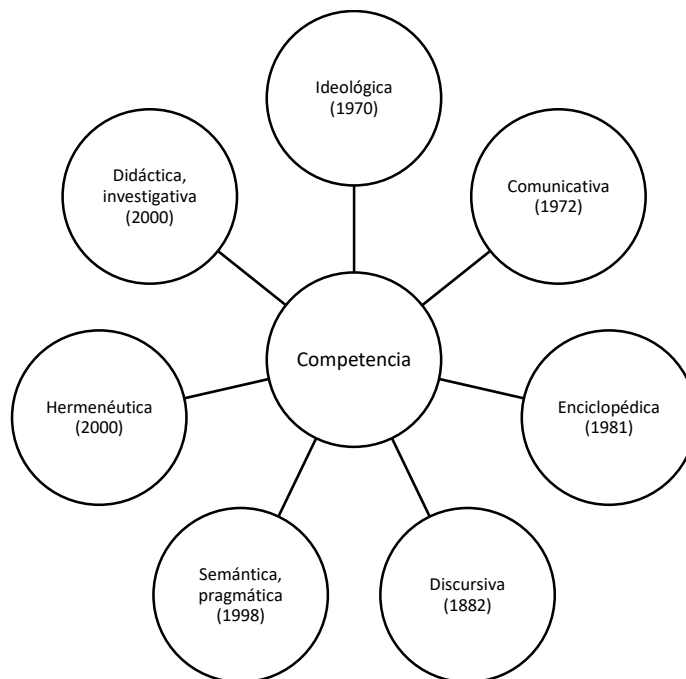 Ideológica
(1970)
Comunicativa
(1972)
Enciclopédica
(1981)
Discursiva
(1882)
Semántica,
pragmática
(1998)
Hermenéutica
(2000)
Didáctica,
investigativa
(2000)
Competencia